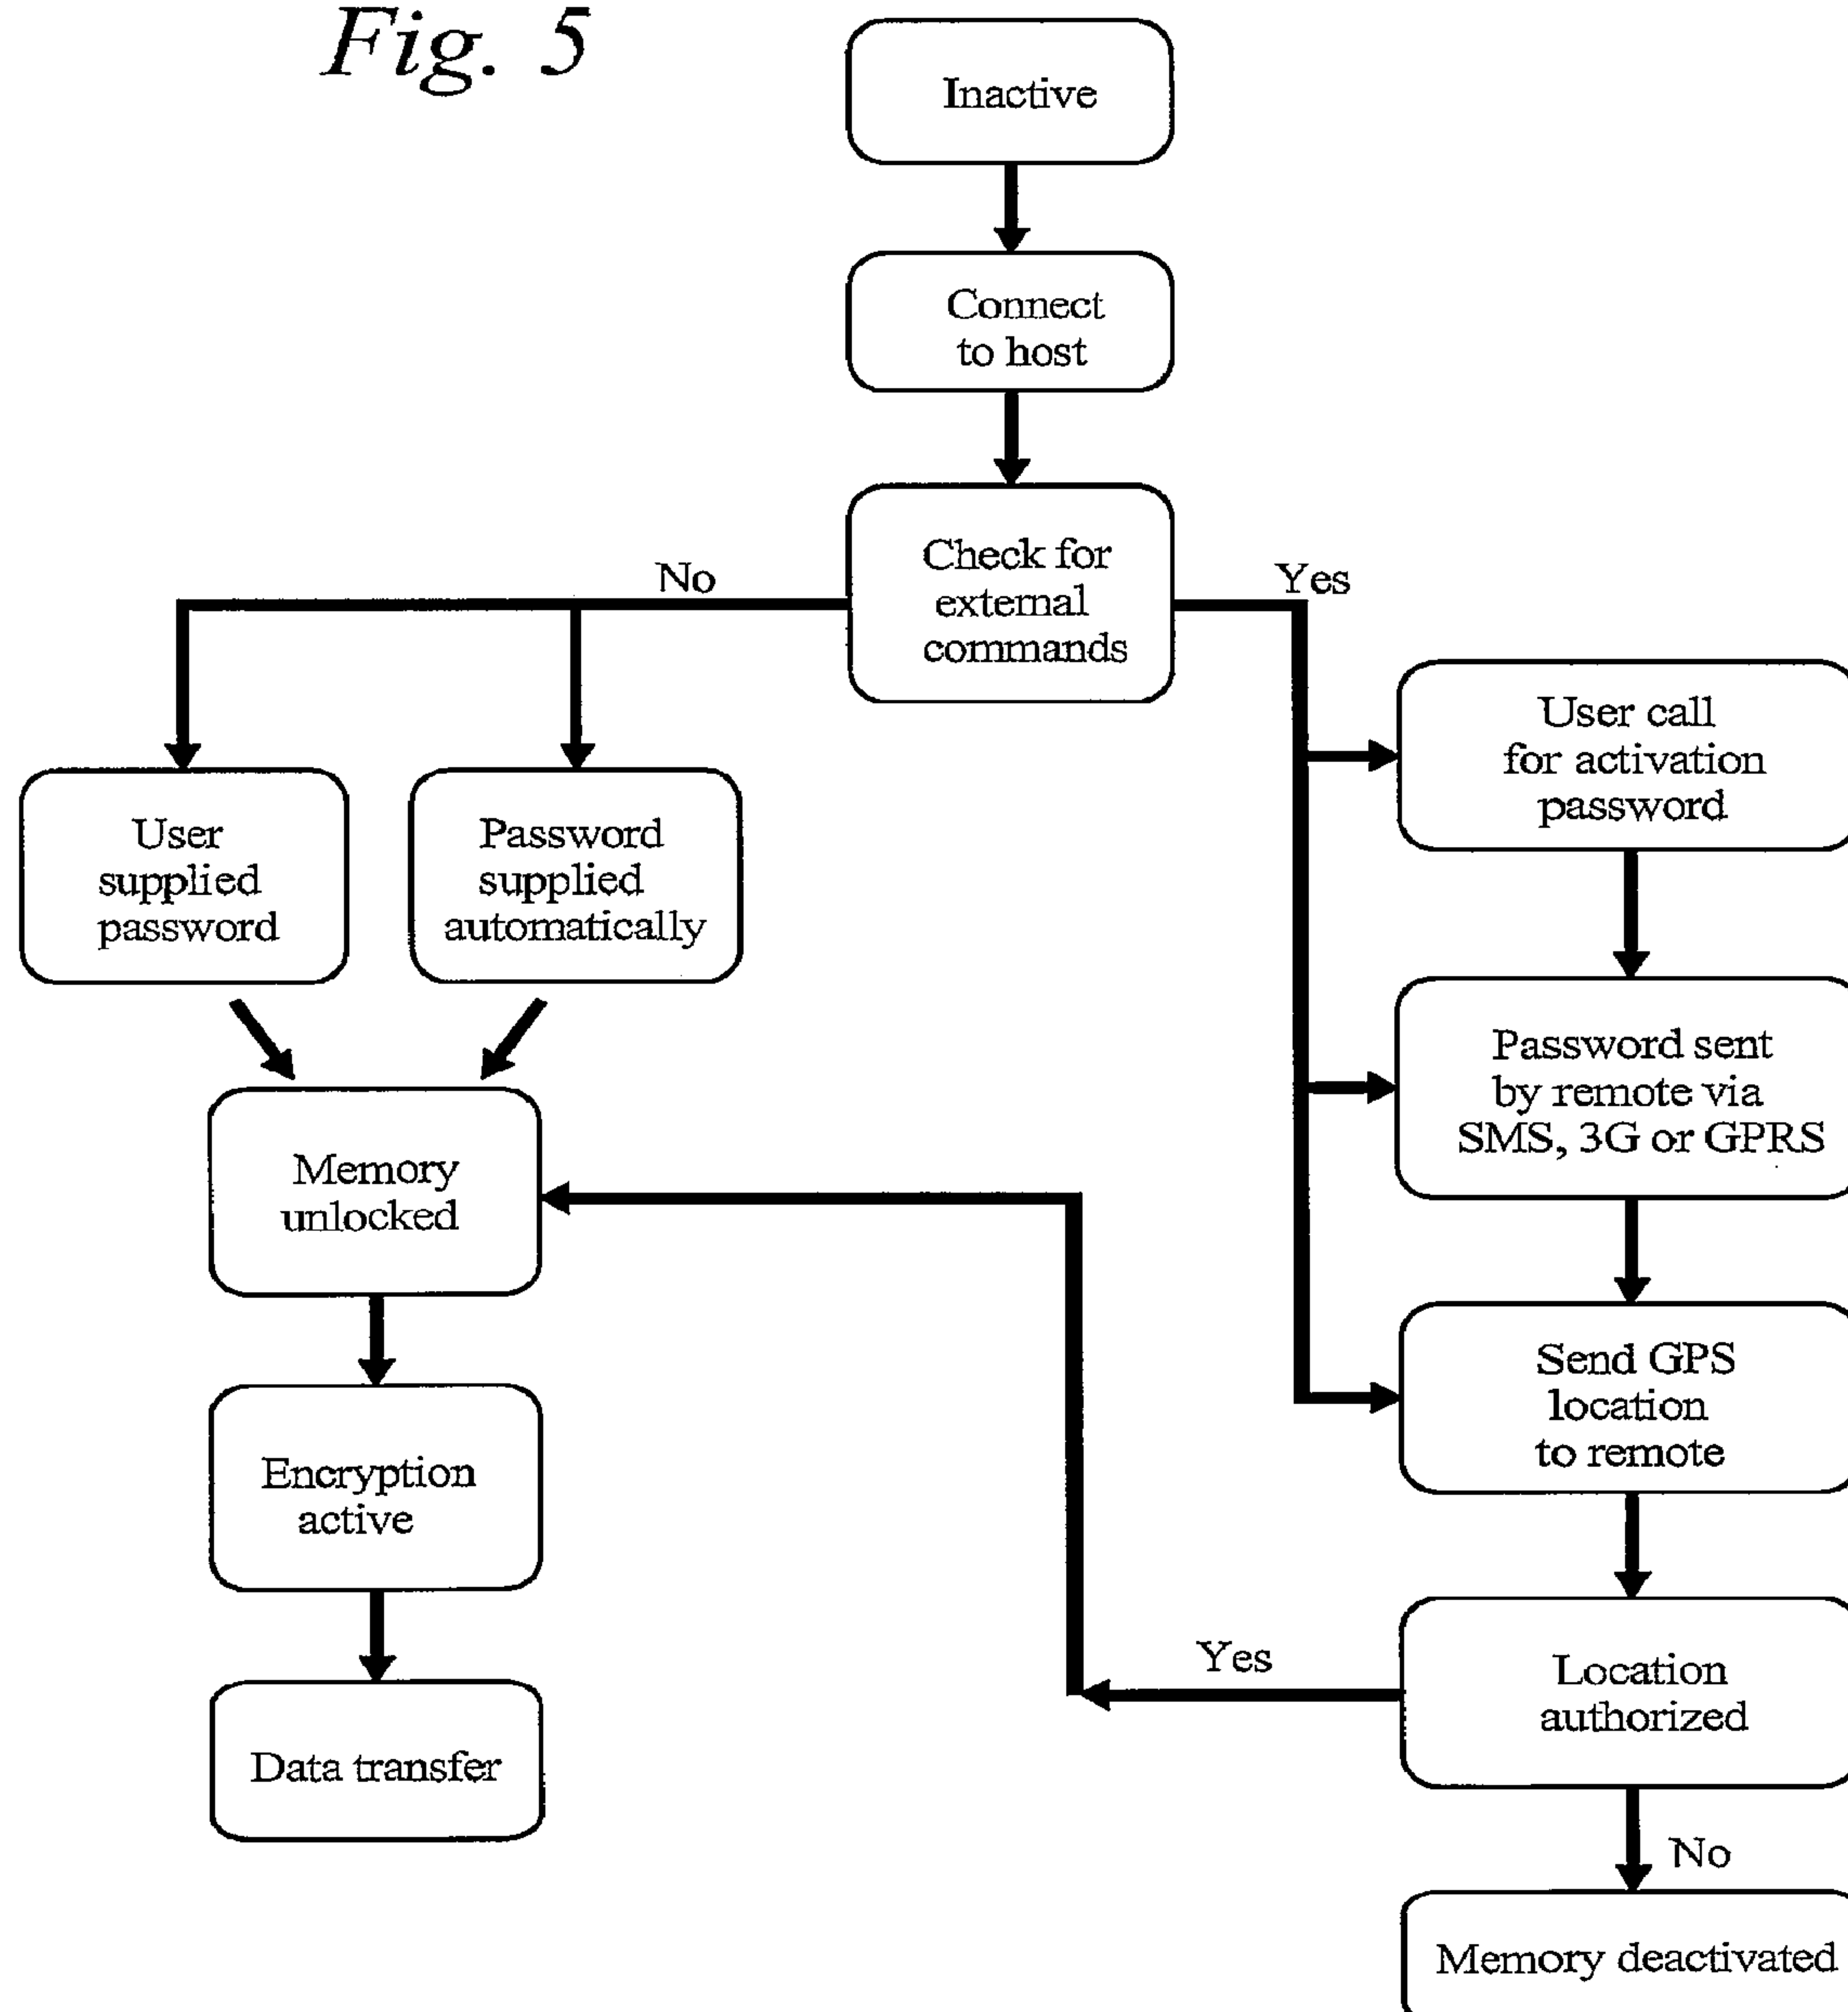 Fig. 5
Inactive
Connect
to host
Check for
external
commands
No
Yes
User call
for activation
password
User
supplied
password
Password
supplied
automatically
Password sent
by remote via
SMS, 3G or GPRS
Memory
unlocked
Send GPS
location
to remote
Encryption
active
Yes
Location
authorized
Data transfer
No
Memory deactivated